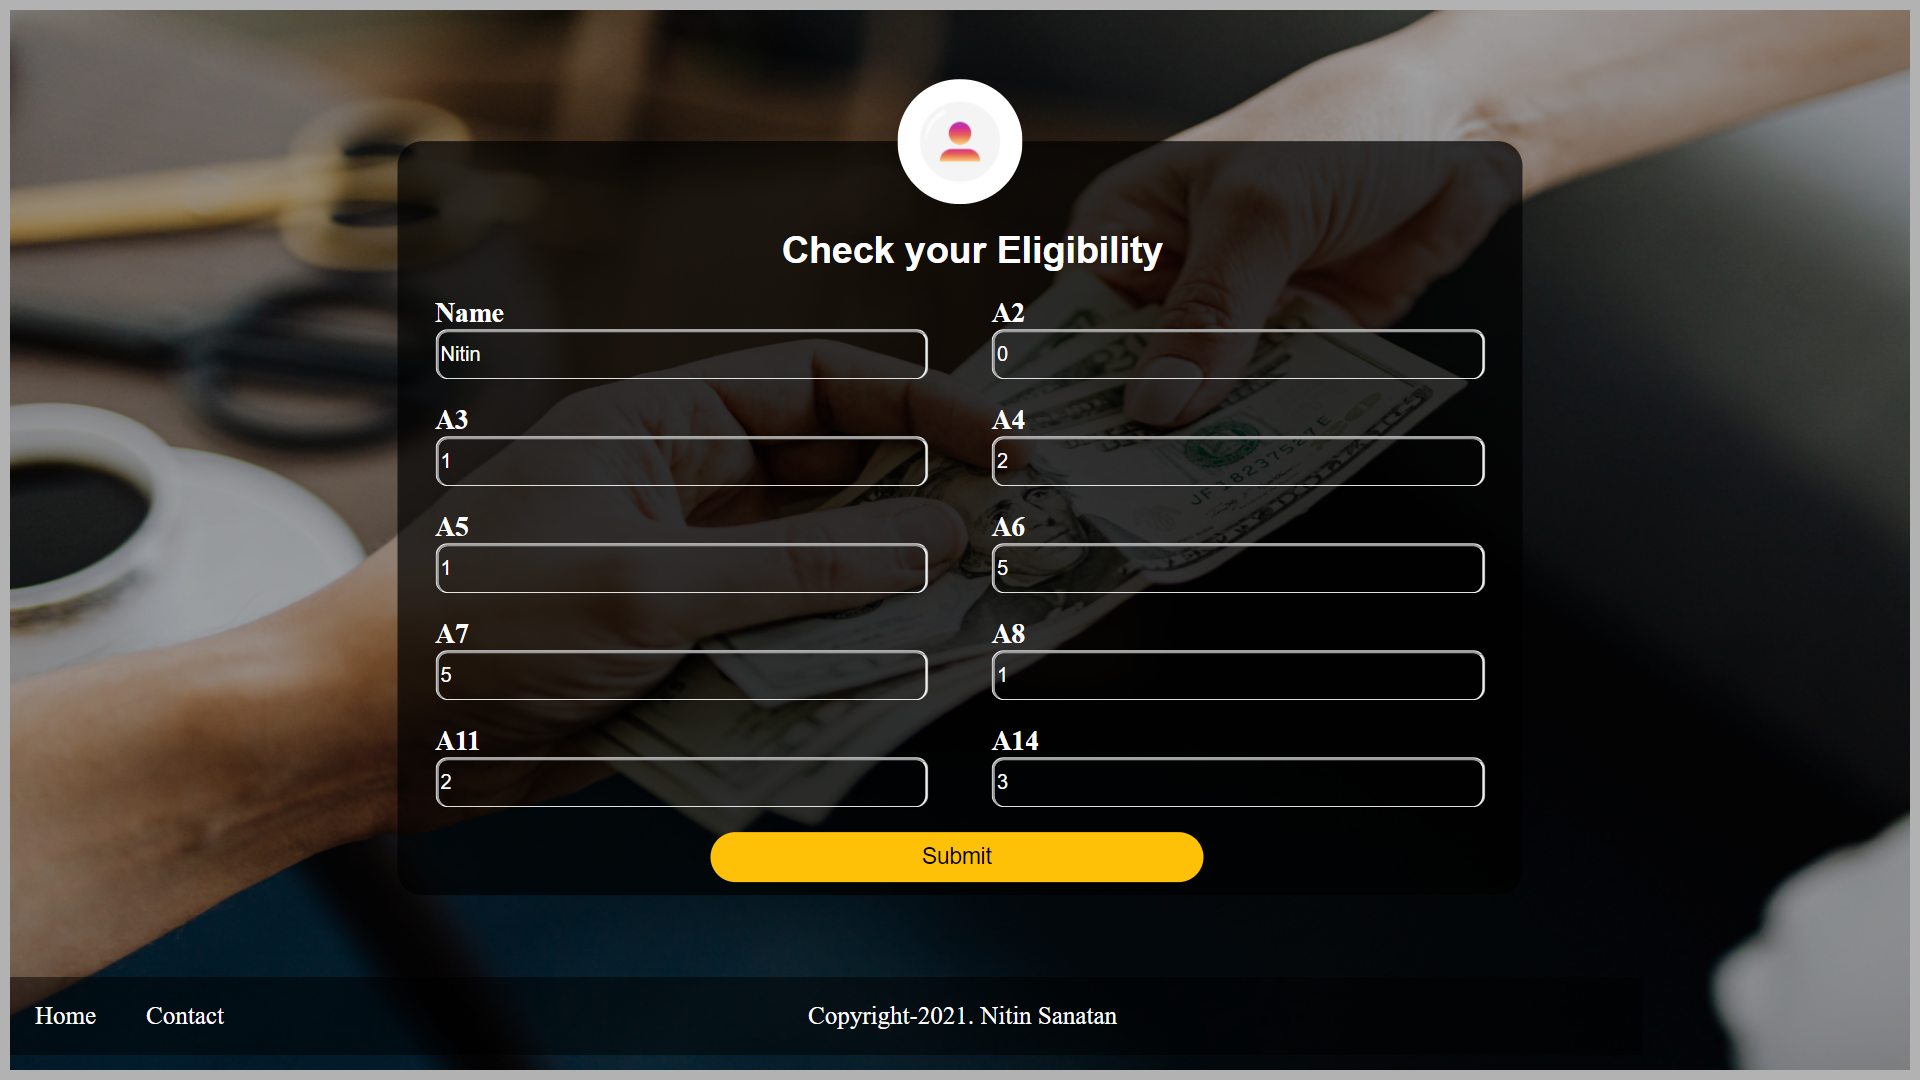 Check your Eligibility
Name A2
Nitin 0
A3 A4
1 2
A5 A6
1 5
A7 A8
5 1
A11 A14
2 3
JF18237527E
Submit
Home Contact Copyright-2021. Nitin Sanatan